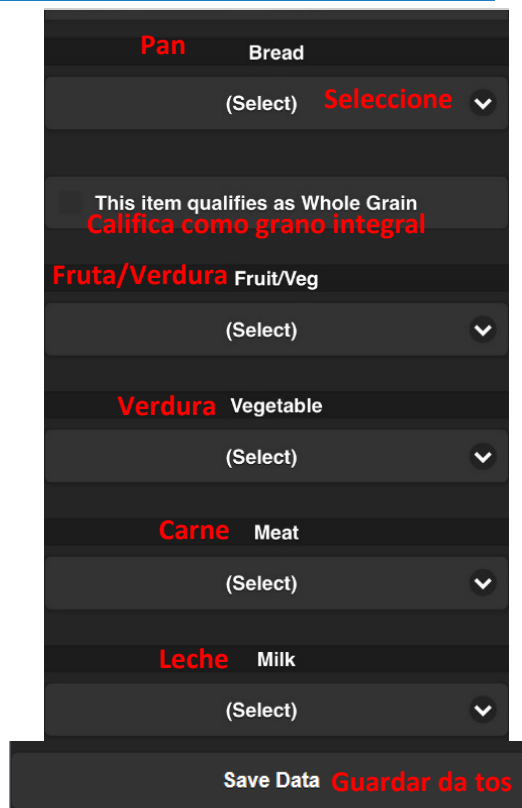 Pan Bread
(Select) Seleccione
This item qualifies as Whole Grain
Califica como grano integral
Fruta/Verdura Fruit/Veg
(Select)
Verdura Vegetable
(Select)
Carne Meat
(Select)
Leche Milk
(Select)
Save Data Guardar da tos